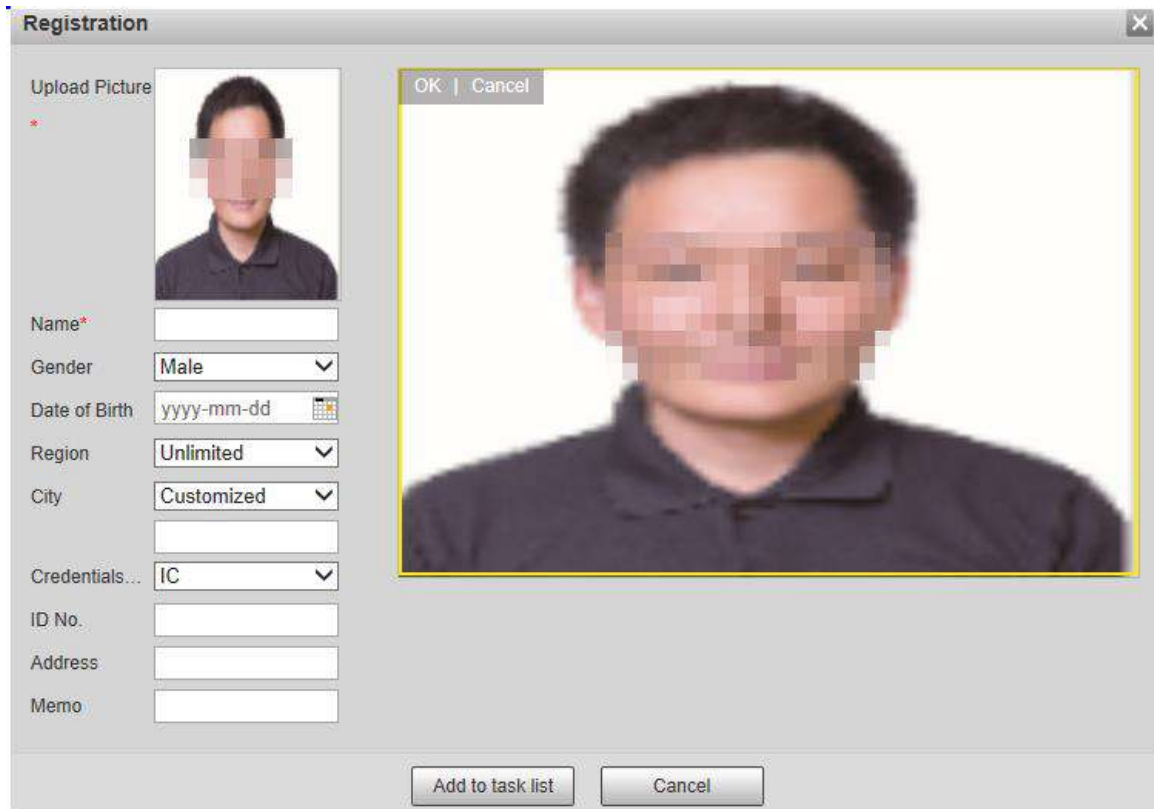 Registration
Upload Picture
*
OK | Cancel
Name*
Gender
Male
Date of Birth
yyyy-mm-dd
Region
Unlimited
City
Customized
Credentials...
IC
ID No.
Address
Memo
Add to task list
Cancel